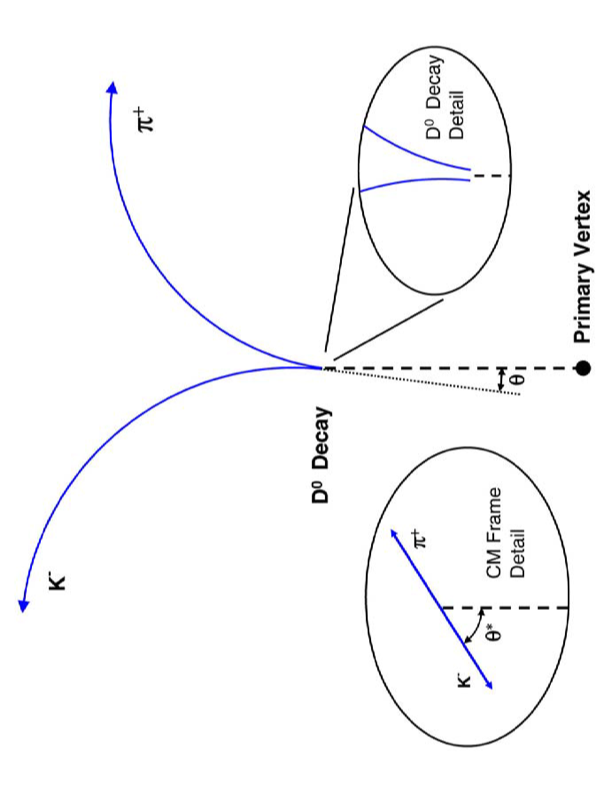 K⁻
π⁺
D⁰ Decay
D⁰ Decay
Detail
θ
Primary Vertex
K⁻
π⁺
θ*
CM Frame
Detail